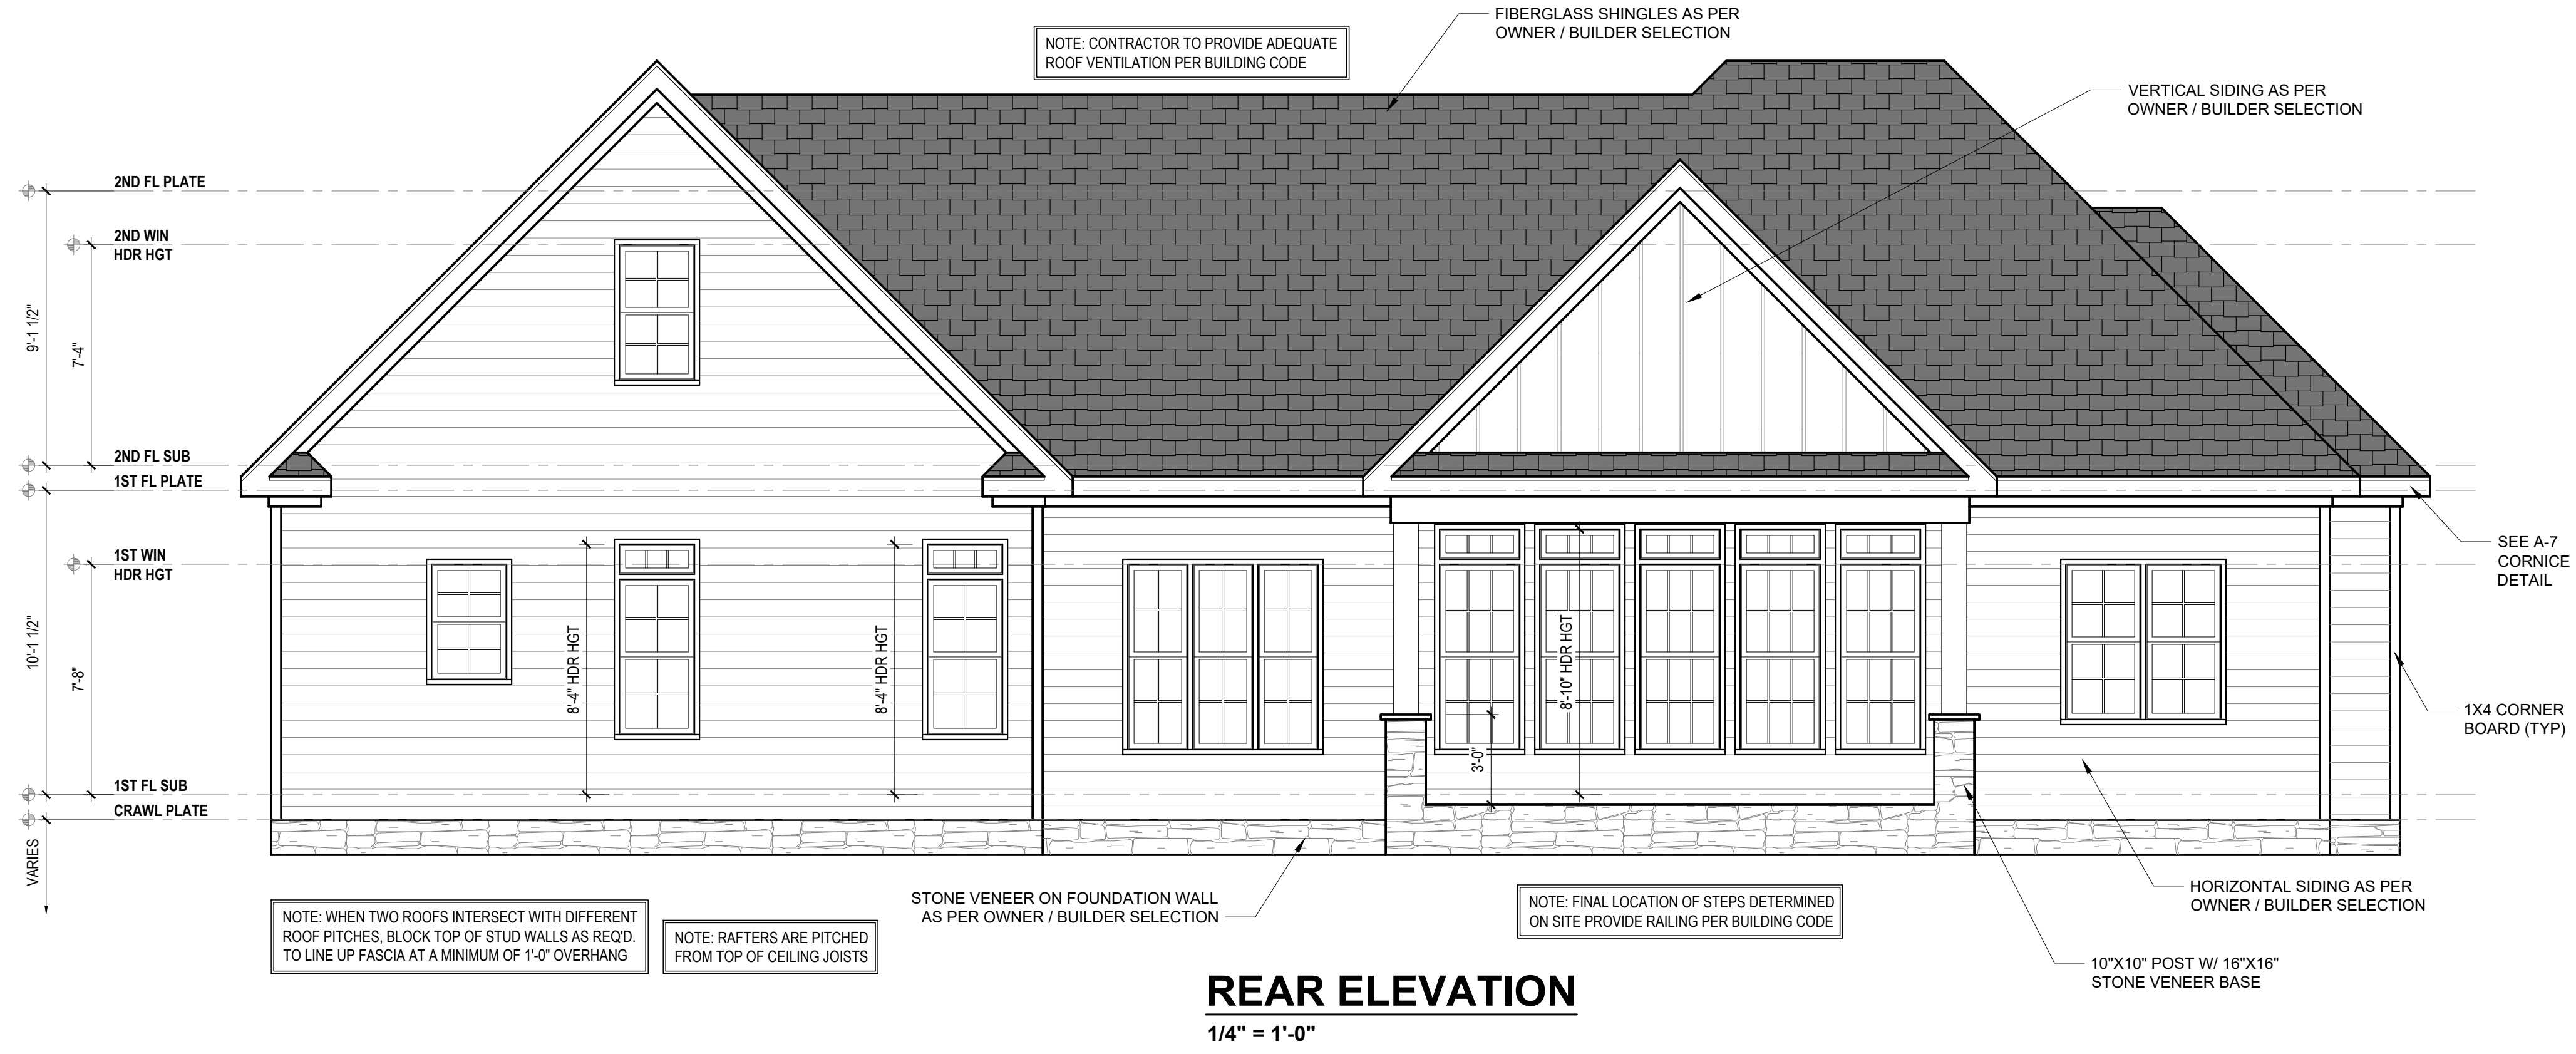 FIBERGLASS SHINGLES AS PER
OWNER / BUILDER SELECTION
NOTE: CONTRACTOR TO PROVIDE ADEQUATE
ROOF VENTILATION PER BUILDING CODE
VERTICAL SIDING AS PER
OWNER / BUILDER SELECTION
2ND FL PLATE
2ND WIN
HDR HGT
9'-1 1/2"
7'-4"
2ND FL SUB
1ST FL PLATE
1ST WIN
HDR HGT
10'-1 1/2"
7'-8"
1ST FL SUB
CRAWL PLATE
VARIES
8'-4" HDR HGT
8'-4" HDR HGT
8'-10" HDR HGT
3'-0"
SEE A-7
CORNICE
DETAIL
1X4 CORNER
BOARD (TYP)
HORIZONTAL SIDING AS PER
OWNER / BUILDER SELECTION
STONE VENEER ON FOUNDATION WALL
AS PER OWNER / BUILDER SELECTION
NOTE: FINAL LOCATION OF STEPS DETERMINED
ON SITE PROVIDE RAILING PER BUILDING CODE
NOTE: WHEN TWO ROOFS INTERSECT WITH DIFFERENT
ROOF PITCHES, BLOCK TOP OF STUD WALLS AS REQ'D.
TO LINE UP FASCIA AT A MINIMUM OF 1'-0" OVERHANG
NOTE: RAFTERS ARE PITCHED
FROM TOP OF CEILING JOISTS
10"X10" POST W/ 16"X16"
STONE VENEER BASE
REAR ELEVATION
1/4" = 1'-0"